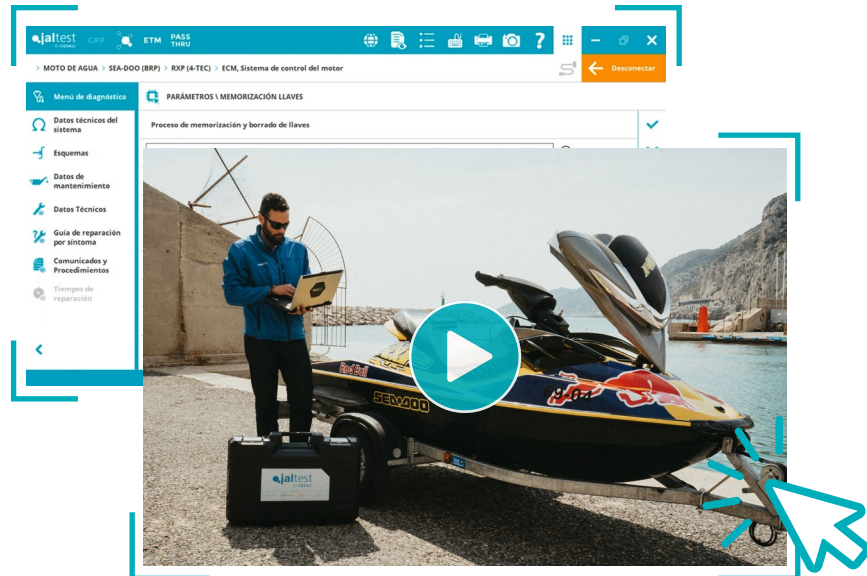 jaltest
BY COJALI
GRP
ETM
PASS
THRU
?
> MOTO DE AGUA > SEA-DOO (BRP) > RXP (4-TEC) > ECM, Sistema de control del motor
Desconectar
Menú de diagnóstico
PARÁMETROS \ MEMORIZACIÓN LLAVES
Datos técnicos del
sistema
Proceso de memorización y borrado de llaves
Esquemas
Datos de
mantenimiento
Datos Técnicos
Guía de reparación
por síntoma
Comunicados y
Procedimientos
Tiempos de
reparación
Red Bull
SEA-DOO
jaltest